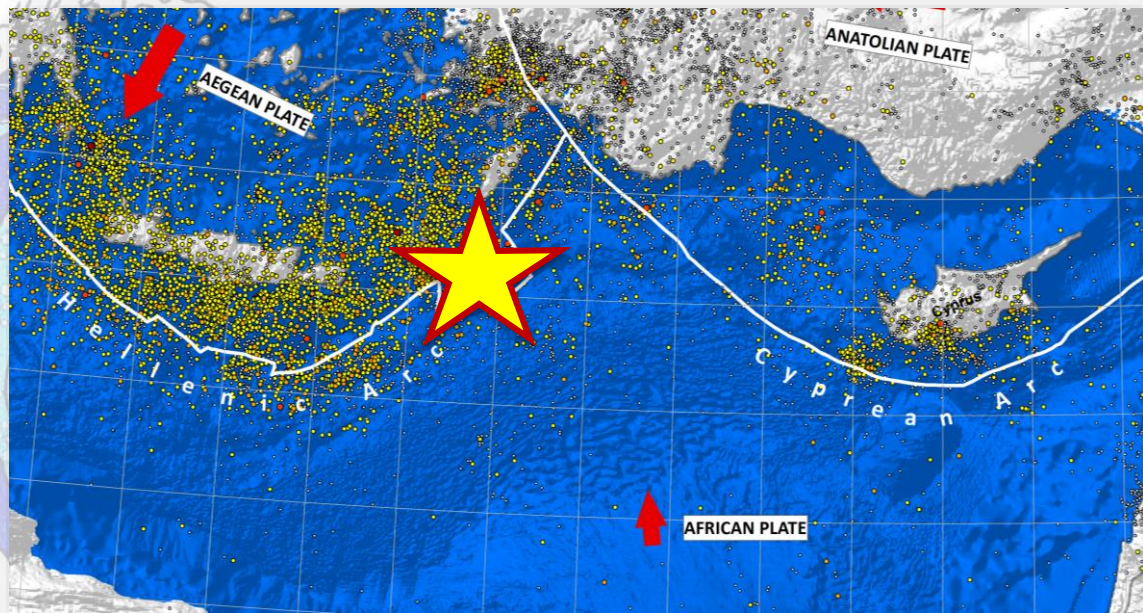 ANATOLIAN PLATE
AEGEAN PLATE
Cyprus
Hellenic Arc
Cyprean Arc
AFRICAN PLATE